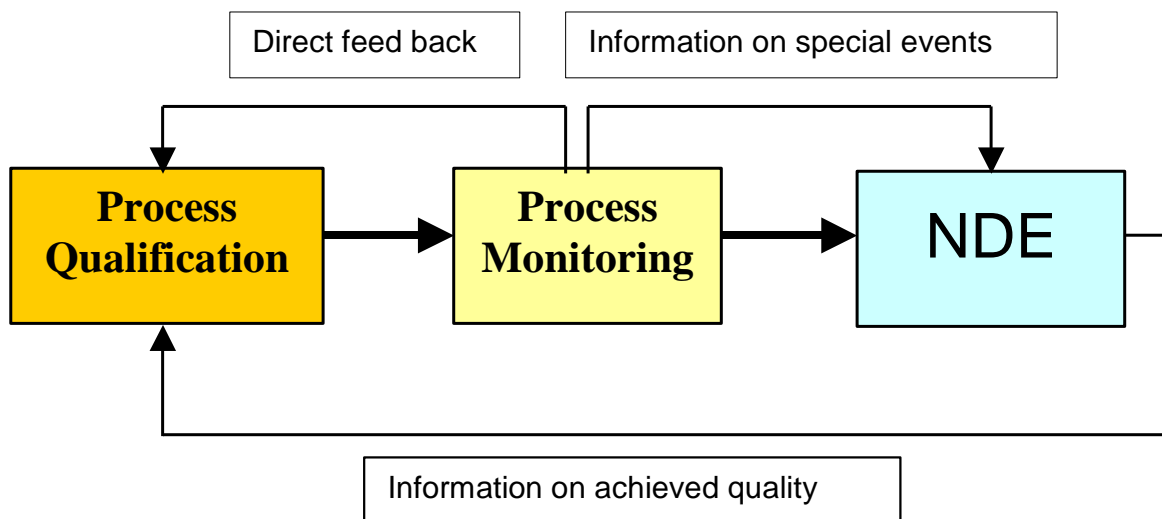 Direct feed back
Information on special events
Process
Qualification
Process
Monitoring
NDE
Information on achieved quality